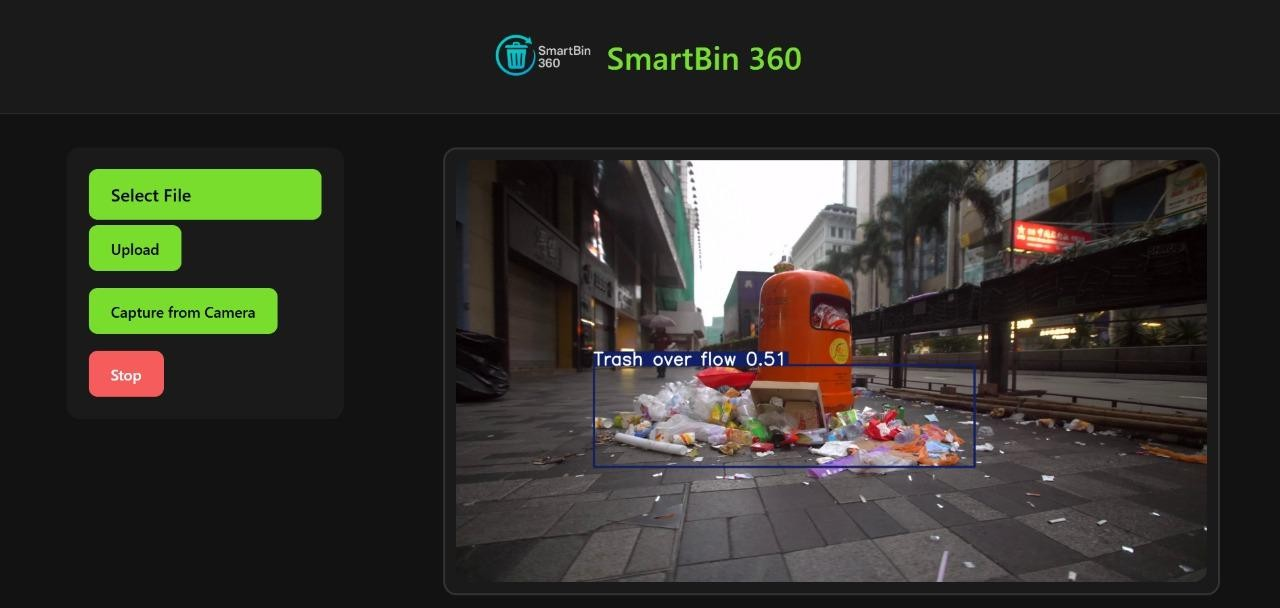 SmartBin
360
SmartBin 360
Select File
Upload
Capture from Camera
Stop
Trash over flow 0.51